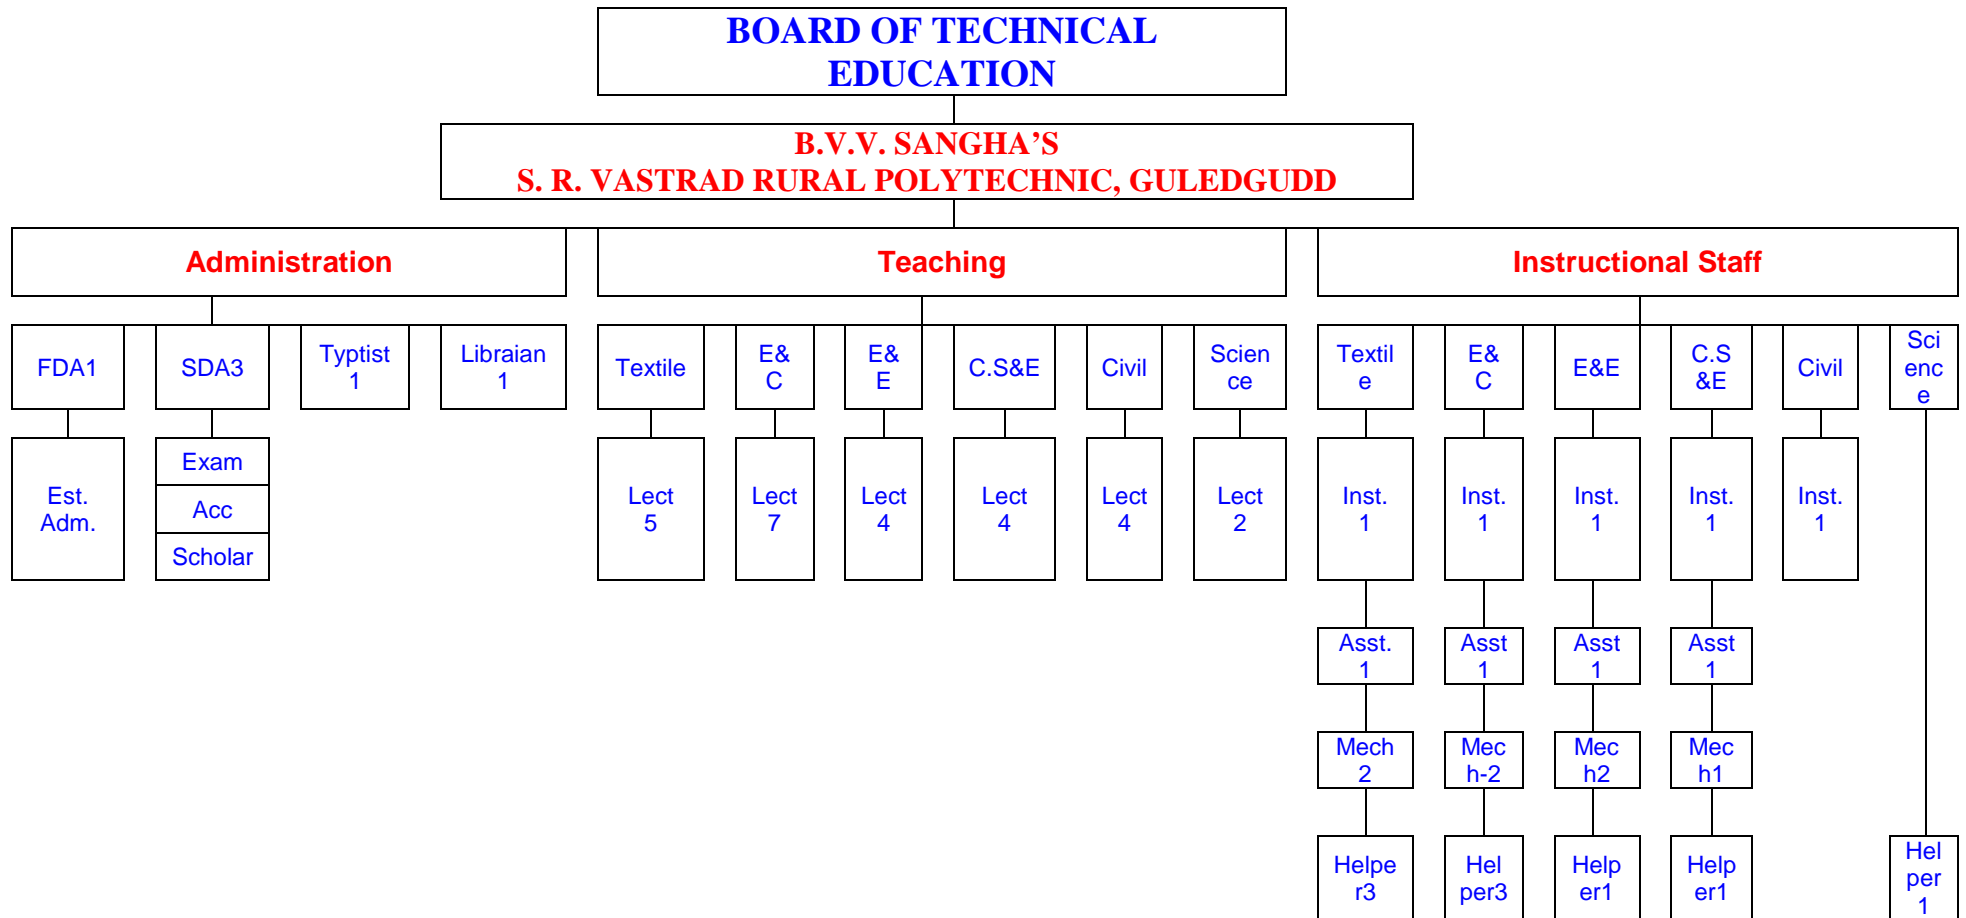 BOARD OF TECHNICAL
EDUCATION
B.V.V. SANGHA’S
S. R. VASTRAD RURAL POLYTECHNIC, GULEDGUDD
Administration
Teaching
Instructional Staff
FDA1
SDA3
Typtist
1
Libraian
1
Textile
E&
C
E&
E
C.S&E
Civil
Scien
ce
Textil
e
E&
C
E&E
C.S
&E
Civil
Sci
enc
e
Est.
Adm.
Exam
Acc
Scholar
Lect
5
Lect
7
Lect
4
Lect
4
Lect
4
Lect
2
Inst.
1
Inst.
1
Inst.
1
Inst.
1
Inst.
1
Asst.
1
Asst
1
Asst
1
Asst
1
Mech
2
Mec
h-2
Mec
h2
Mec
h1
Helpe
r3
Hel
per3
Help
er1
Help
er1
Hel
per
1